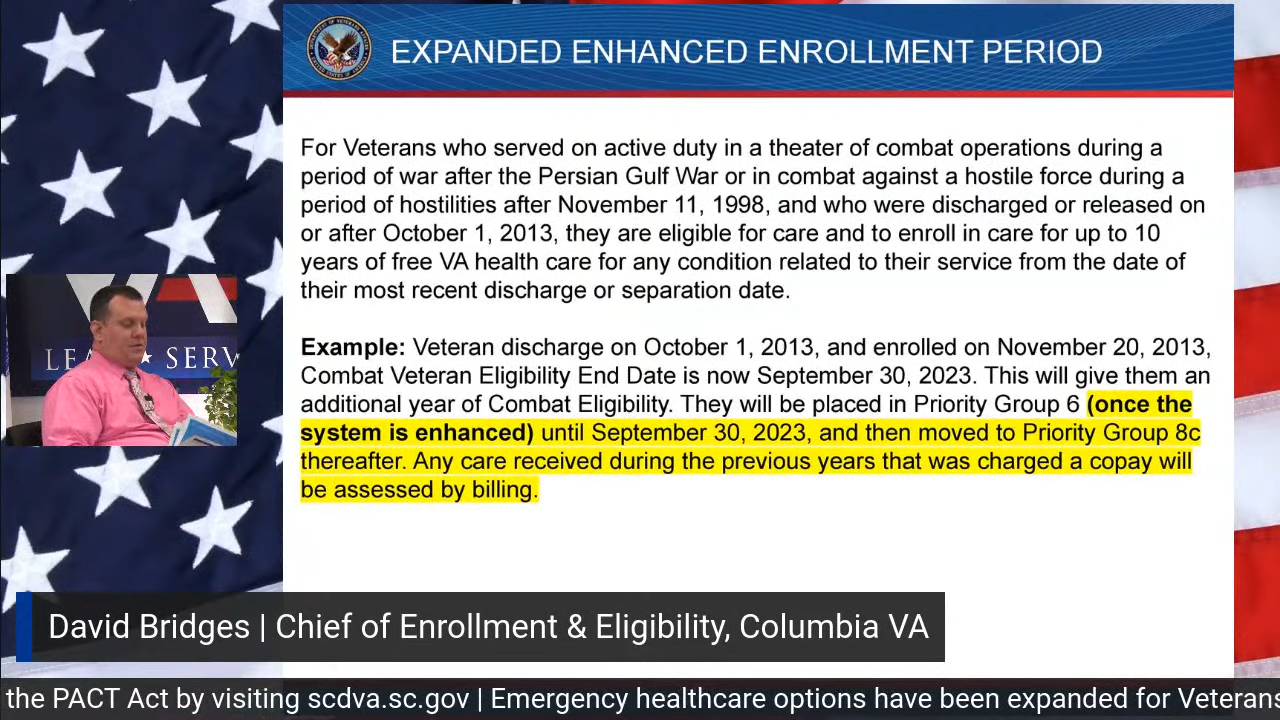 EXPANDED ENHANCED ENROLLMENT PERIOD
For Veterans who served on active duty in a theater of combat operations during a
period of war after the Persian Gulf War or in combat against a hostile force during a
period of hostilities after November 11, 1998, and who were discharged or released on
or after October 1, 2013, they are eligible for care and to enroll in care for up to 10
years of free VA health care for any condition related to their service from the date of
their most recent discharge or separation date.
Example: Veteran discharge on October 1, 2013, and enrolled on November 20, 2013,
Combat Veteran Eligibility End Date is now September 30, 2023. This will give them an
additional year of Combat Eligibility. They will be placed in Priority Group 6 (once the
system is enhanced) until September 30, 2023, and then moved to Priority Group 8c
thereafter. Any care received during the previous years that was charged a copay will
be assessed by billing.
SERV
David Bridges | Chief of Enrollment & Eligibility, Columbia VA
the PACT Act by visiting scdva.sc.gov | Emergency healthcare options have been expanded for Veterans